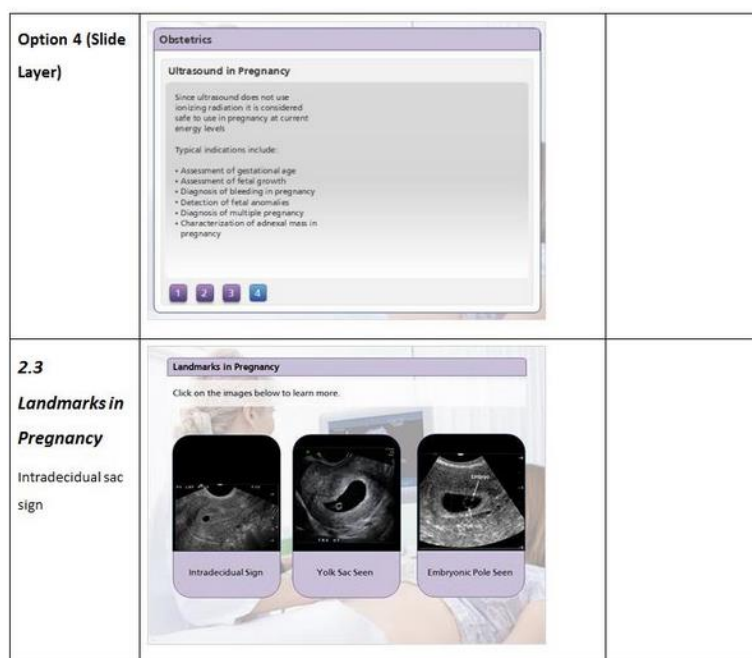 Option 4 (Slide
Layer)
Obstetrics
Ultrasound in Pregnancy
Since ultrasound does not use
ionizing radiation it is considered
safe to use in pregnancy at current
energy levels
Typical indications include:
• Assessment of gestational age
• Assessment of fetal growth
• Diagnosis of bleeding in pregnancy
• Detection of fetal anomalies
• Diagnosis of multiple pregnancy
• Characterization of adnexal mass in
pregnancy
1 2 3 4
2.3
Landmarks in
Pregnancy
Intradecidual sac
sign
Landmarks in Pregnancy
Click on the images below to learn more.
Embryo
Intradecidual Sign
Yolk Sac Seen
Embryonic Pole Seen